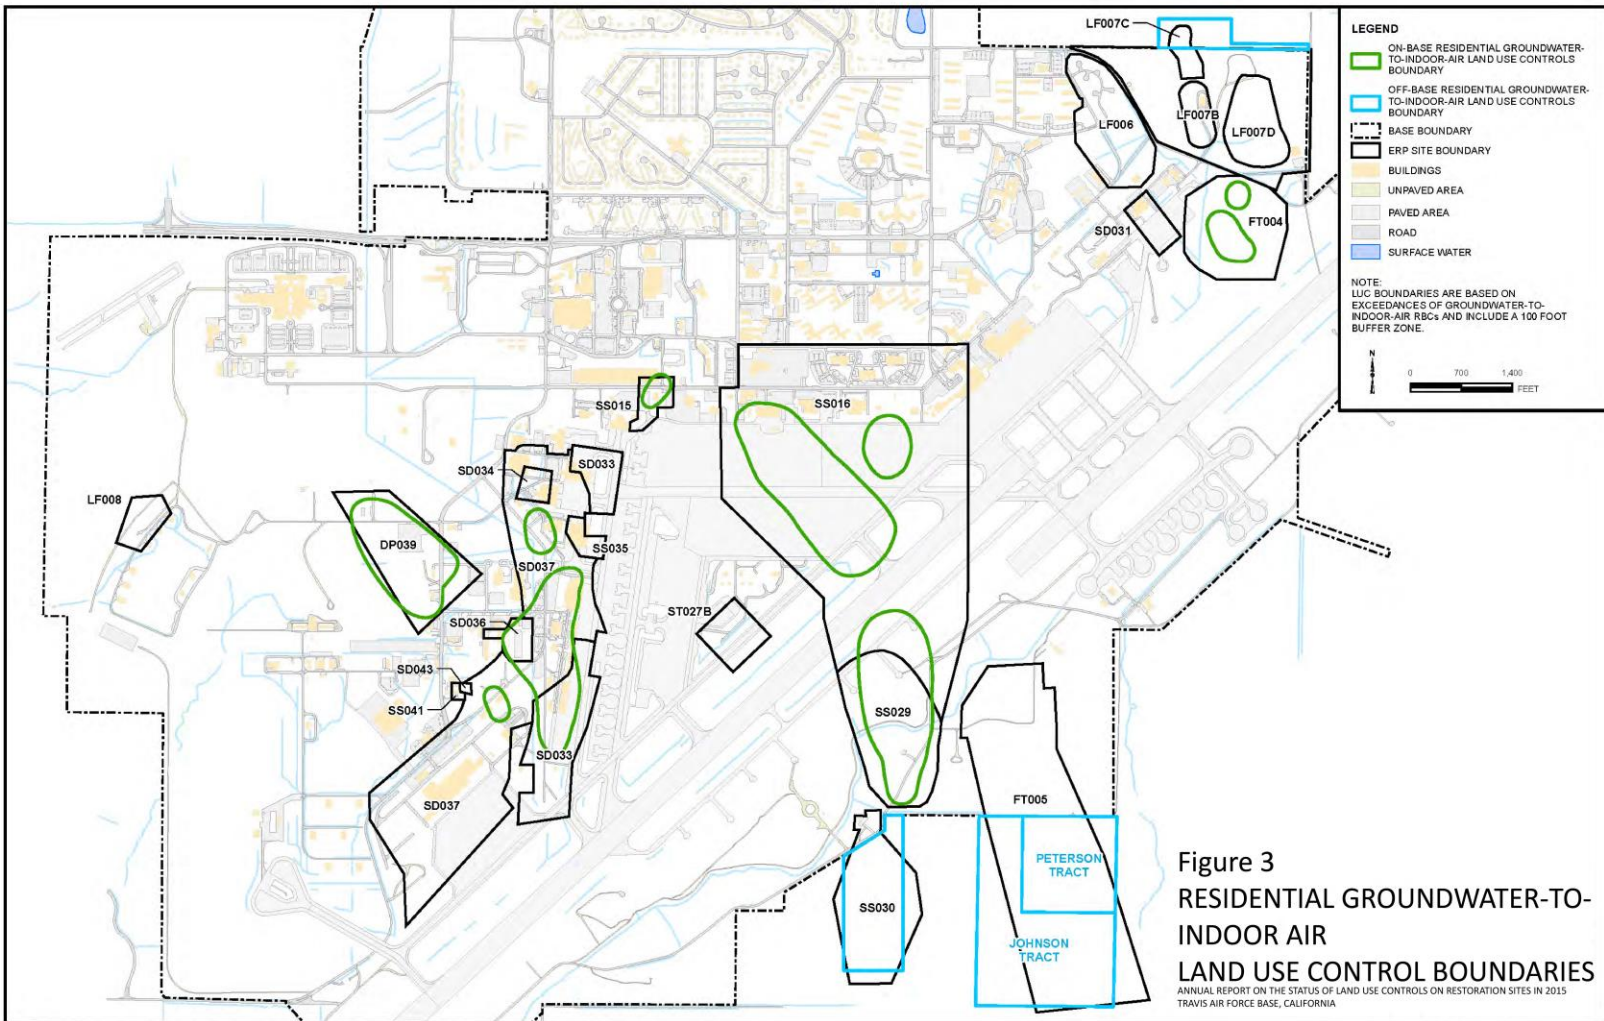 LF007C
LF006
LF007B
LF007D
SD031
FT004
SS015
SS016
SD034
SD033
LF008
DP039
SS035
SD037
ST027B
SD036
SD043
SS041
SS029
SD033
SD037
FT005
SS030
PETERSON
TRACT
JOHNSON
TRACT
LEGEND
ON-BASE RESIDENTIAL GROUNDWATER-
TO-INDOOR-AIR LAND USE CONTROLS
BOUNDARY
OFF-BASE RESIDENTIAL GROUNDWATER-
TO-INDOOR-AIR LAND USE CONTROLS
BOUNDARY
BASE BOUNDARY
ERP SITE BOUNDARY
BUILDINGS
UNPAVED AREA
PAVED AREA
ROAD
SURFACE WATER
NOTE:
LUC BOUNDARIES ARE BASED ON
EXCEEDANCES OF GROUNDWATER-TO-
INDOOR-AIR RBCs AND INCLUDE A 100 FOOT
BUFFER ZONE.
N
0 700 1,400
FEET
Figure 3
RESIDENTIAL GROUNDWATER-TO-
INDOOR AIR
LAND USE CONTROL BOUNDARIES
ANNUAL REPORT ON THE STATUS OF LAND USE CONTROLS ON RESTORATION SITES IN 2015
TRAVIS AIR FORCE BASE, CALIFORNIA